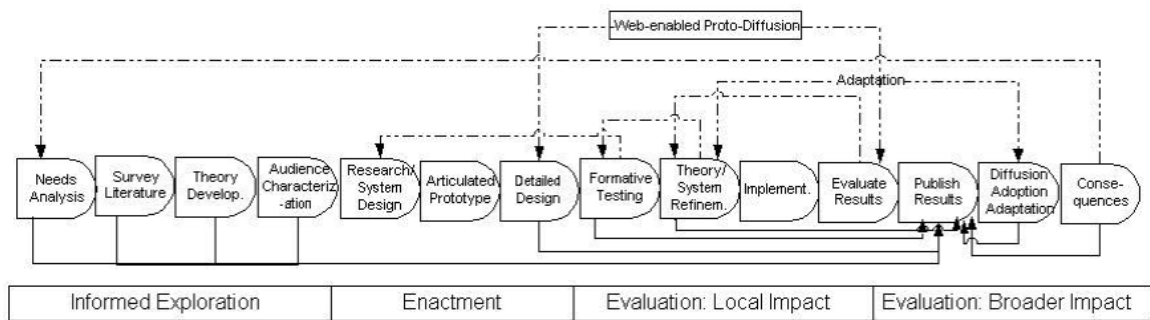 Web-enabled Proto-Diffusion
Adaptation
Needs
Analysis
Survey
Literature
Theory
Develop.
Audience
Characteriz
-ation
Research/
System
Design
Articulated
Prototype
Detailed
Design
Formative
Testing
Theory/
System
Refinem.
Implement.
Evaluate
Results
Publish
Results
Diffusion
Adoption
Adaptation
Conse-
quences
Informed Exploration
Enactment
Evaluation: Local Impact
Evaluation: Broader Impact